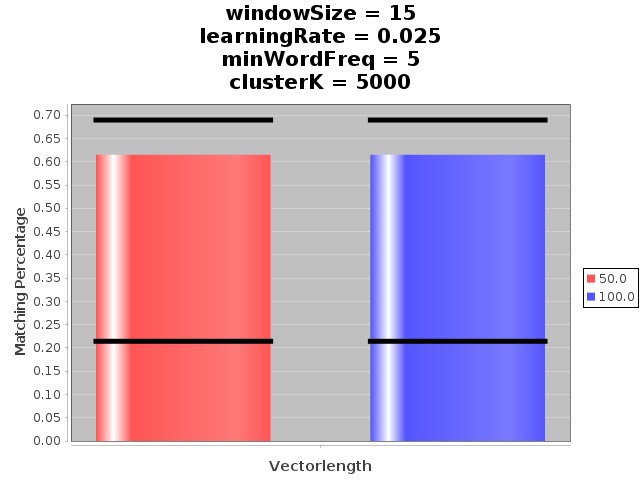 windowSize = 15
learningRate = 0.025
minWordFreq = 5
clusterK = 5000
0.70
0.65
0.60
0.55
0.50
0.45
0.40
0.35
0.30
0.25
0.20
0.15
0.10
0.05
0.00
Matching Percentage
Vectorlength
50.0
100.0